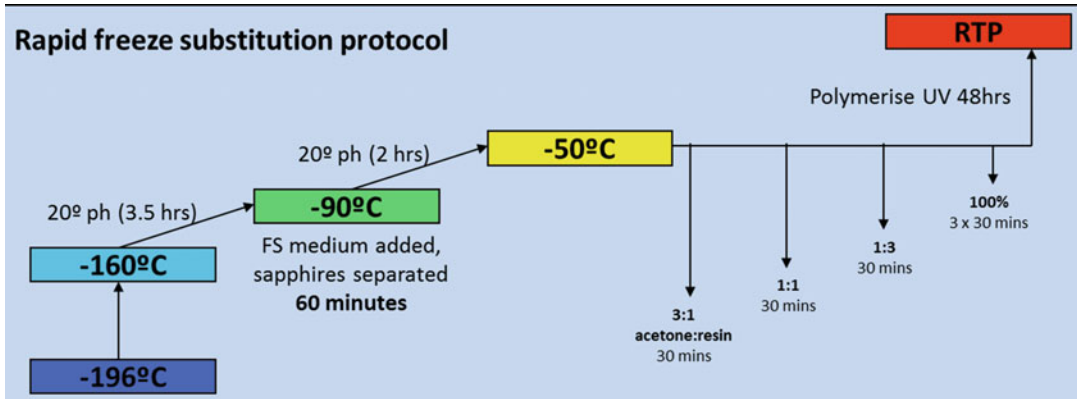 Rapid freeze substitution protocol
RTP
Polymerise UV 48hrs
-50ºC
20º ph (2 hrs)
-90ºC
20º ph (3.5 hrs)
FS medium added,
sapphires separated
60 minutes
-160ºC
-196ºC
3:1
acetone:resin
30 mins
1:1
30 mins
1:3
30 mins
100%
3 x 30 mins